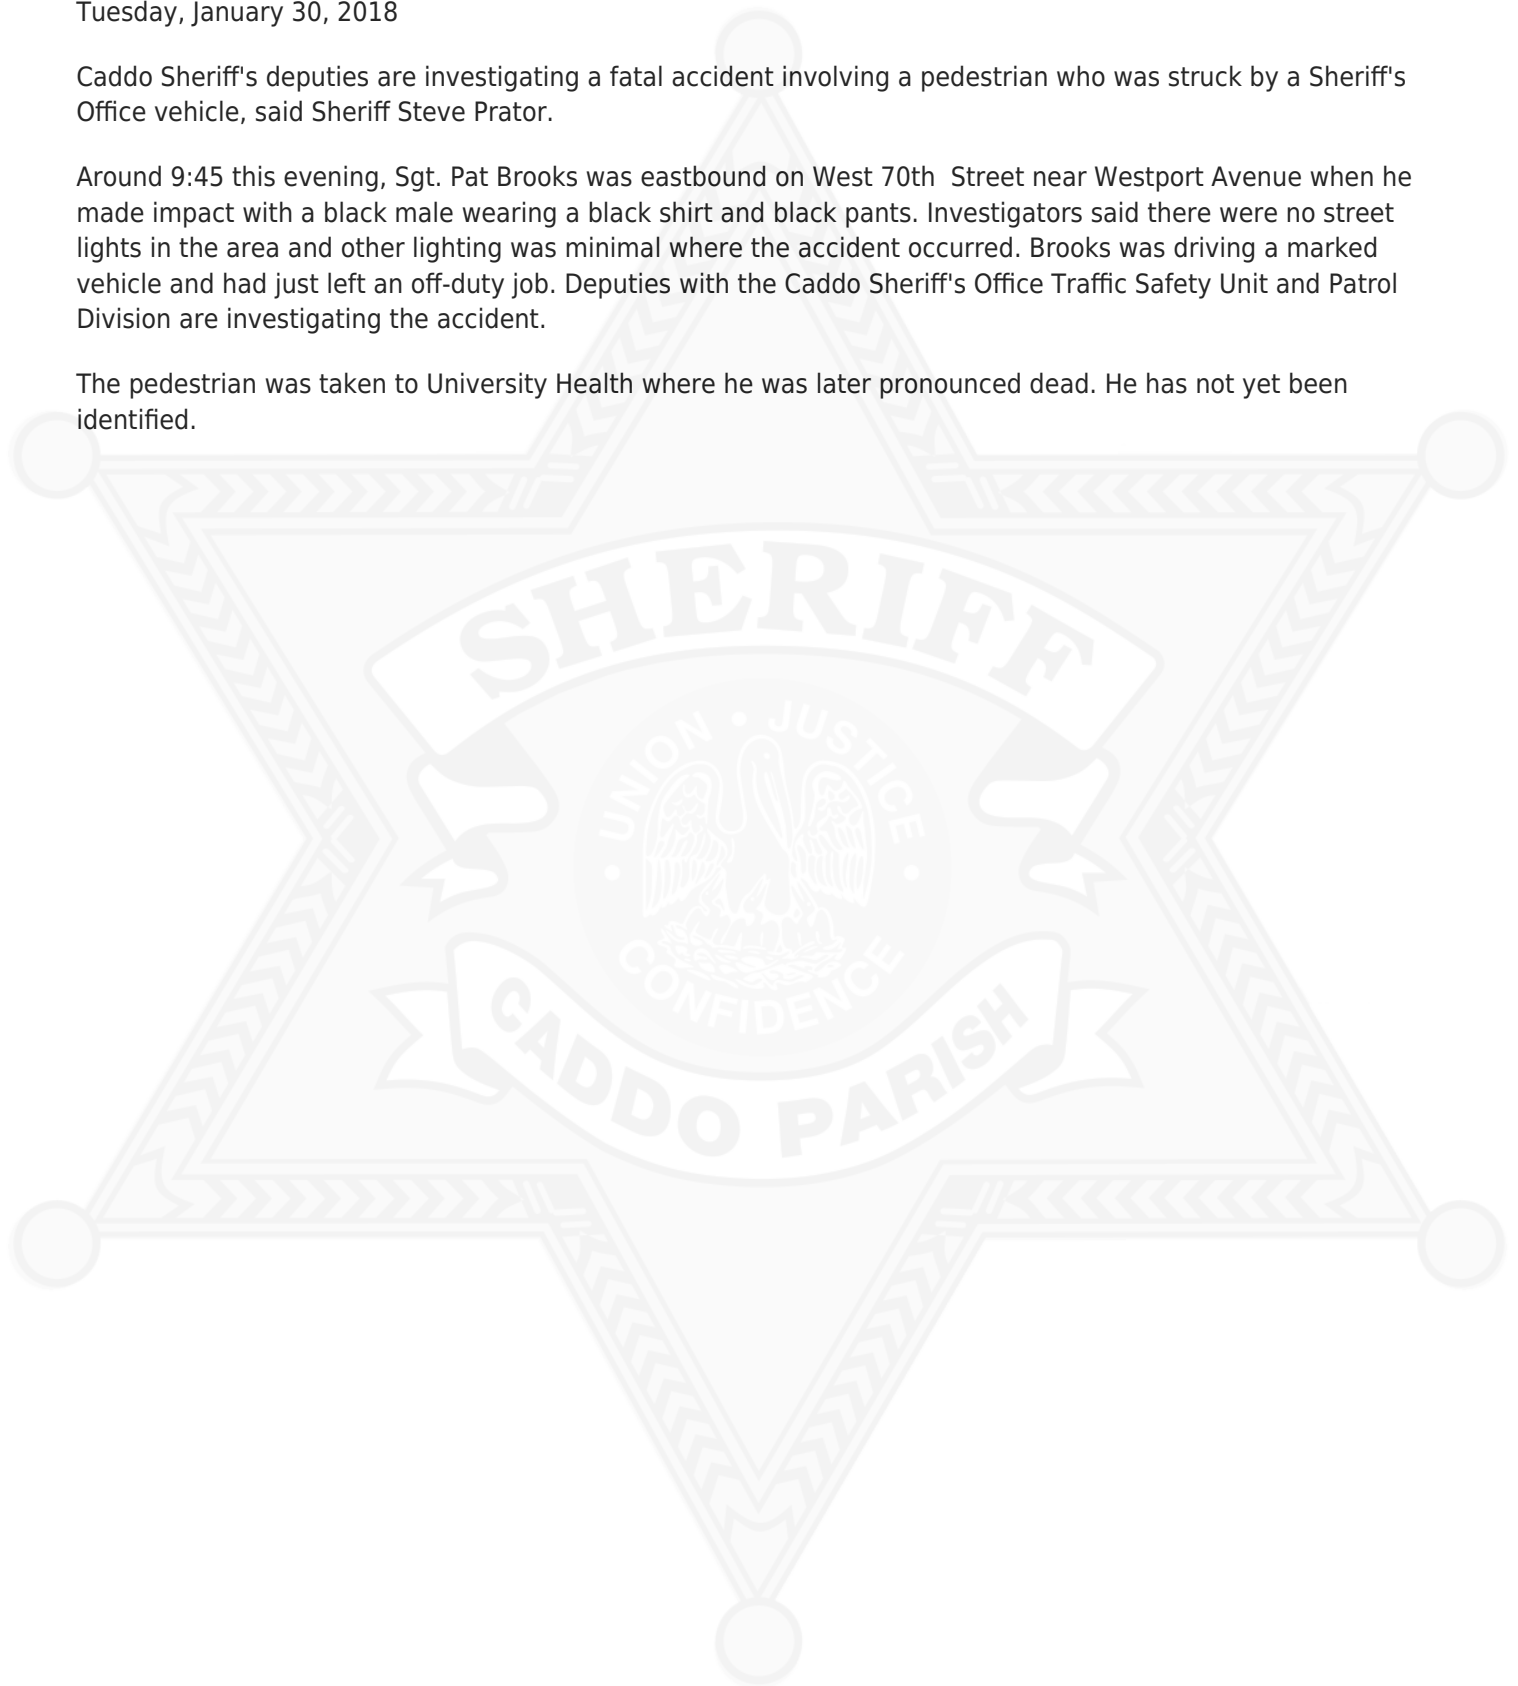 Tuesday, January 30, 2018
Caddo Sheriff's deputies are investigating a fatal accident involving a pedestrian who was struck by a Sheriff's
Office vehicle, said Sheriff Steve Prator.
Around 9:45 this evening, Sgt. Pat Brooks was eastbound on West 70th  Street near Westport Avenue when he
made impact with a black male wearing a black shirt and black pants. Investigators said there were no street
lights in the area and other lighting was minimal where the accident occurred. Brooks was driving a marked
vehicle and had just left an off-duty job. Deputies with the Caddo Sheriff's Office Traffic Safety Unit and Patrol
Division are investigating the accident.
The pedestrian was taken to University Health where he was later pronounced dead. He has not yet been
identified.
SHERIFF
UNION • JUSTICE
• CONFIDENCE •
CADDO PARISH